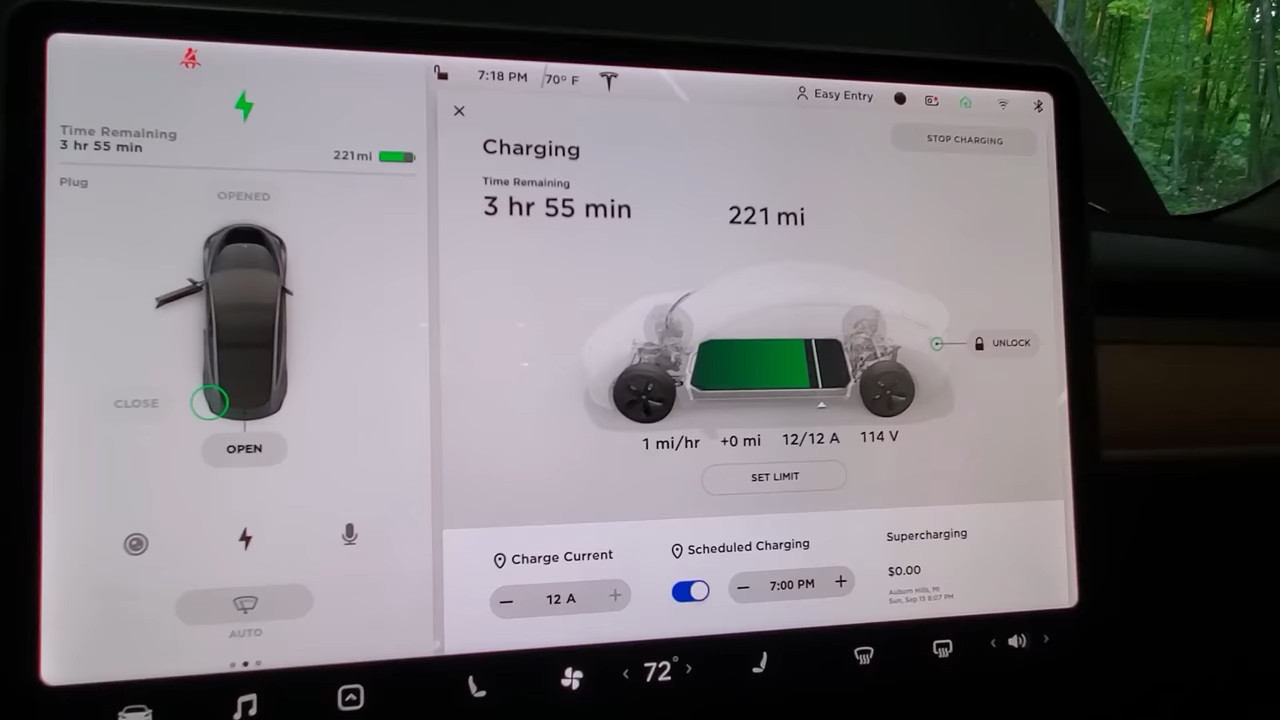 Time Remaining
3 hr 55 min
221mi
Plug
OPENED
CLOSE
OPEN
AUTO
7:18 PM
70° F
Easy Entry
STOP CHARGING
Charging
Time Remaining
3 hr 55 min
221 mi
UNLOCK
1 mi/hr +0 mi 12/12 A 114 V
SET LIMIT
Charge Current
− 12 A +
Scheduled Charging
− 7:00 PM +
Supercharging
$0.00
Auburn Hills, MI
Sun, Sep 15 8:07 PM
< 72° >